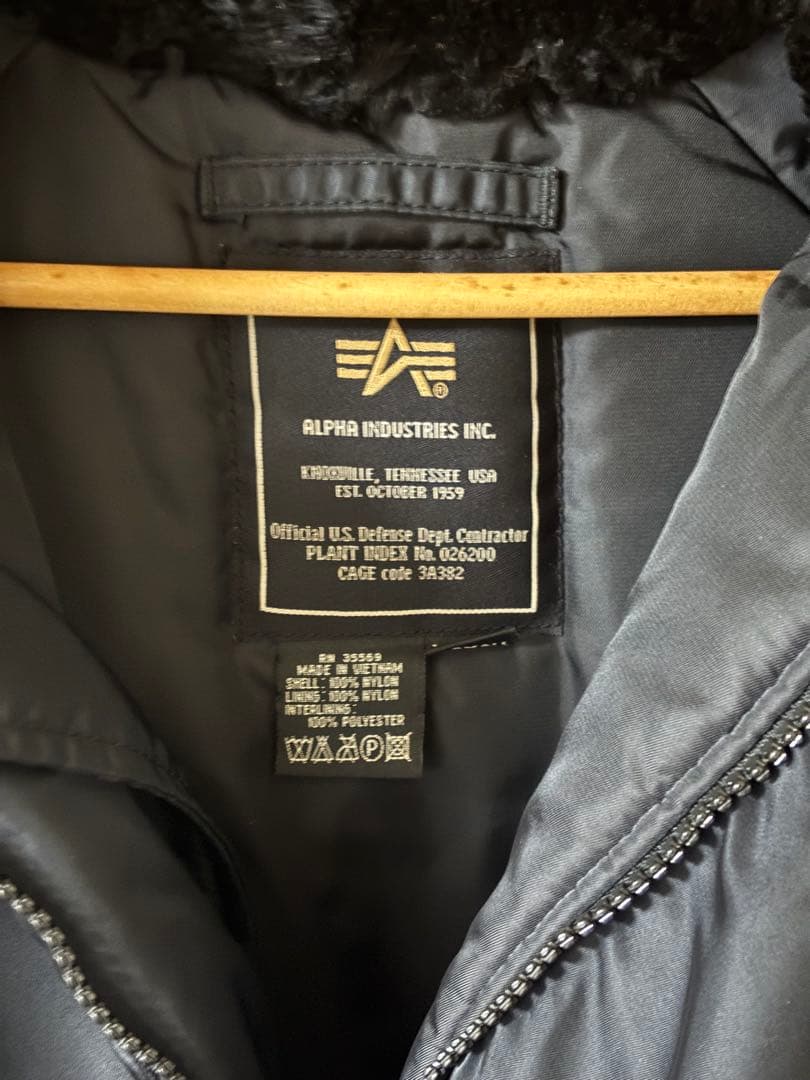 ALPHA INDUSTRIES INC.
KNOXVILLE, TENNESSEE USA
EST. OCTOBER 1959
Official U.S. Defense Dept. Contractor
PLANT INDEX No. 026200
CAGE code 3A382
RN 35569
MADE IN VIETNAM
SHELL: 100% NYLON
LINING: 100% NYLON
INTERLINING:
100% POLYESTER